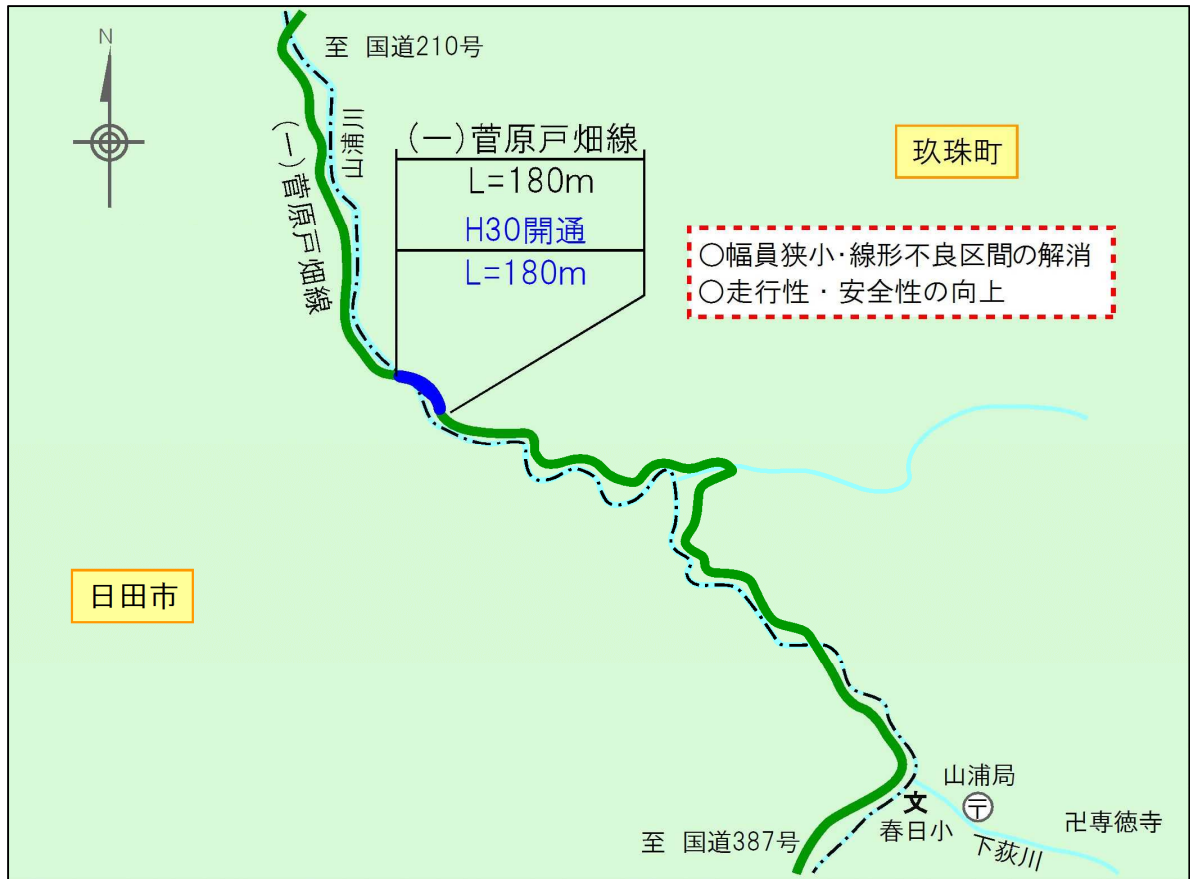 N
至 国道210号
山浦川
(一)菅原戸畑線
(一)菅原戸畑線
L=180m
H30開通
L=180m
玖珠町
○幅員狭小・線形不良区間の解消
○走行性・安全性の向上
日田市
山浦局
〒
文
春日小
卍専徳寺
下荻川
至 国道387号